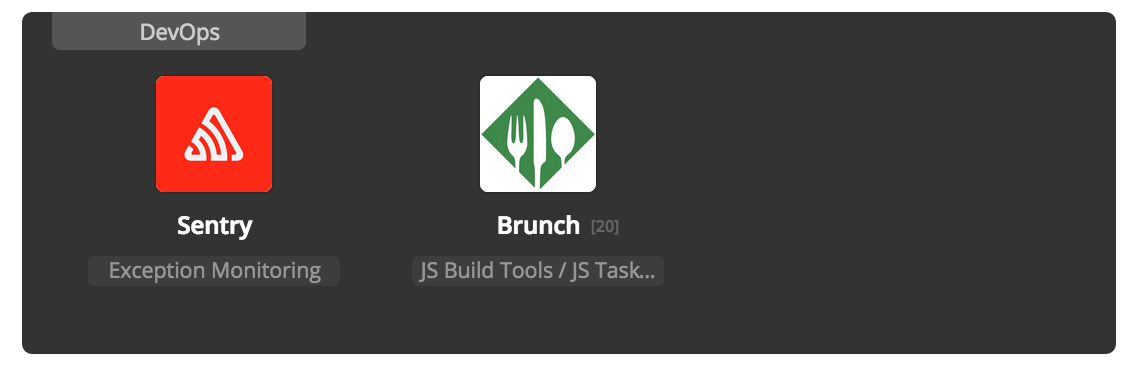 DevOps
Sentry
Brunch [20]
Exception Monitoring
JS Build Tools / JS Task...